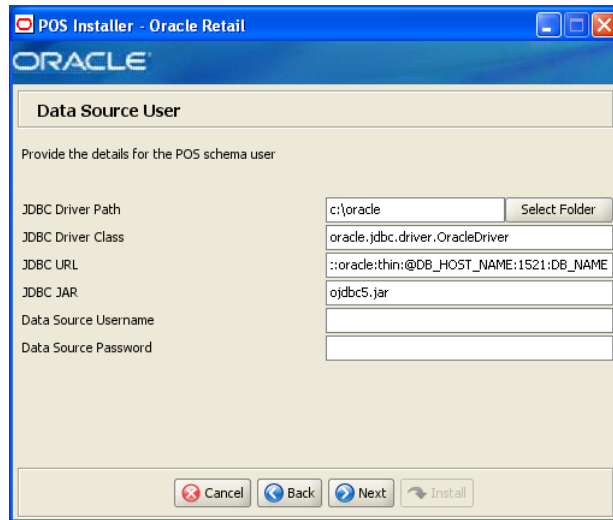 POS Installer - Oracle Retail
ORACLE
Data Source User
Provide the details for the POS schema user
JDBC Driver Path c:\oracle Select Folder
JDBC Driver Class oracle.jdbc.driver.OracleDriver
JDBC URL ::oracle:thin:@DB_HOST_NAME:1521:DB_NAME
JDBC JAR ojdbc5.jar
Data Source Username
Data Source Password
Cancel Back Next Install